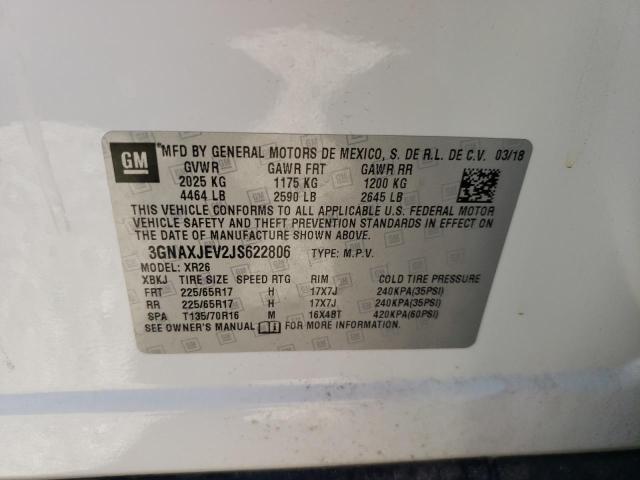 GM MFD BY GENERAL MOTORS DE MEXICO, S. DE R.L. DE C.V. 03/18
GVWR GAWR FRT GAWR RR
2025 KG 1175 KG 1200 KG
4464 LB 2590 LB 2645 LB
THIS VEHICLE CONFORMS TO ALL APPLICABLE U.S. FEDERAL MOTOR
VEHICLE SAFETY AND THEFT PREVENTION STANDARDS IN EFFECT ON
THE DATE OF MANUFACTURE SHOWN ABOVE.
3GNAXJEV2JS622806 TYPE: M.P.V.
MODEL: XR26
XBKJ TIRE SIZE SPEED RTG RIM COLD TIRE PRESSURE
FRT 225/65R17 H 17X7J 240KPA(35PSI)
RR 225/65R17 H 17X7J 240KPA(35PSI)
SPA T135/70R16 M 16X4BT 420KPA(60PSI)
SEE OWNER'S MANUAL FOR MORE INFORMATION